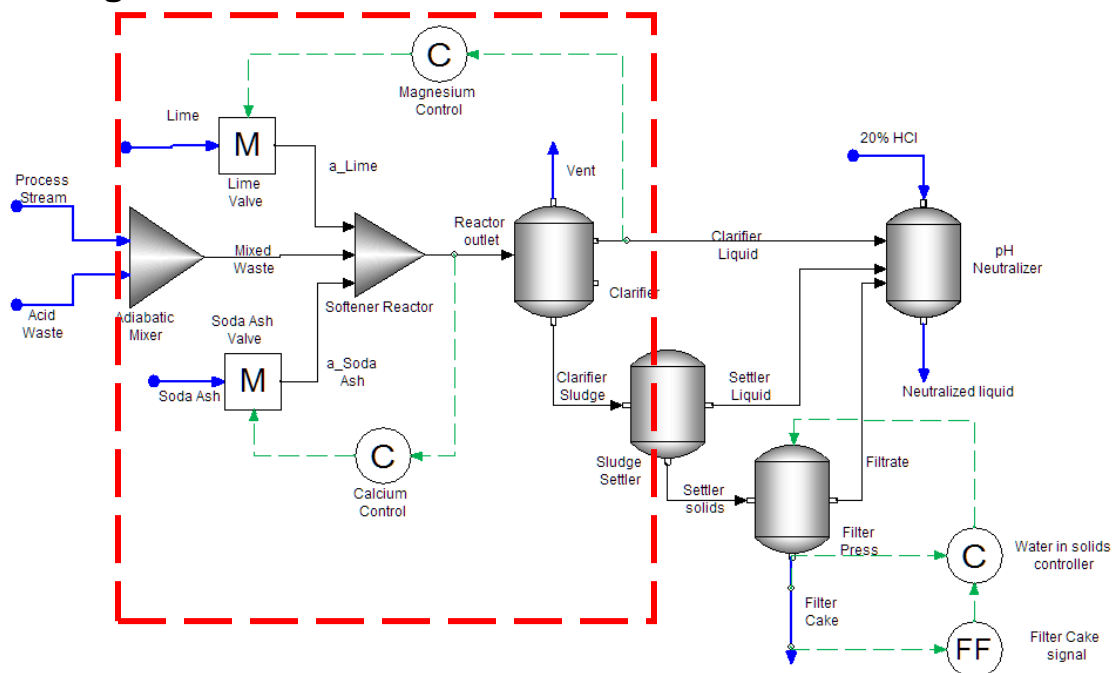 C
Magnesium
Control
Lime
M
Lime
Valve
a_Lime
Process
Stream
Vent
20% HCl
Reactor
outlet
Mixed
Waste
Clarifier
Liquid
pH
Neutralizer
Clarifier
Softener Reactor
Acid
Waste
Adiabatic
Mixer
Soda Ash
Valve
M
a_Soda
Ash
Soda Ash
Clarifier
Sludge
Settler
Liquid
Neutralized liquid
C
Calcium
Control
Sludge
Settler
Settler
solids
Filtrate
Filter
Press
C
Water in solids
controller
Filter
Cake
FF
Filter Cake
signal